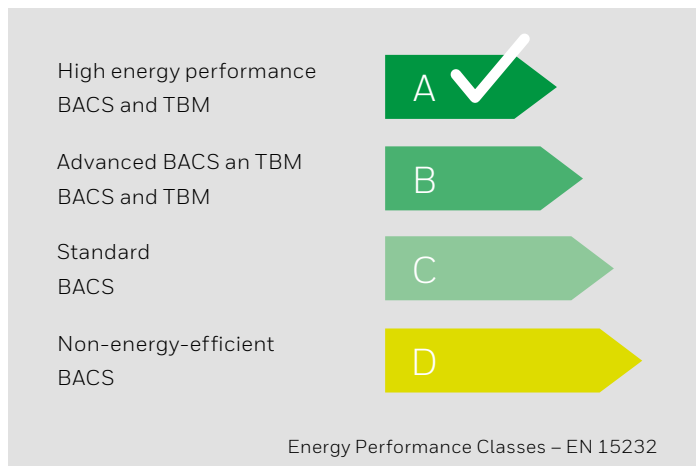 High energy performance
BACS and TBM
A
Advanced BACS an TBM
BACS and TBM
B
Standard
BACS
C
Non-energy-efficient
BACS
D
Energy Performance Classes – EN 15232